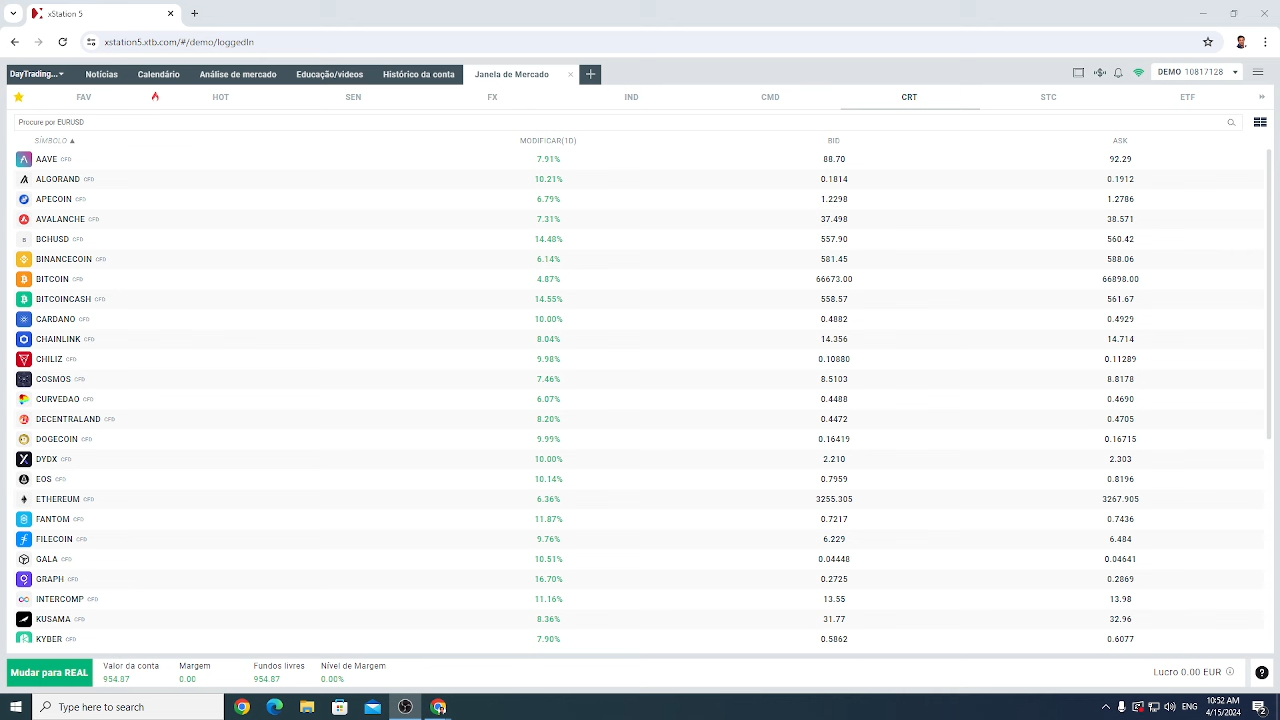 xStation 5
xstation5.xtb.com/#/demo/loggedIn
DayTrading... Notícias Calendário Análise de mercado Educação/videos Histórico da conta Janela de Mercado DEMO 10817128
FAV HOT SEN FX IND CMD CRT STC ETF
Procure por EURUSD
SÍMBOLO ▲ MODIFICAR(1D) BID ASK
AAVE CFD 7.91% 88.70 92.29
ALGORAND CFD 10.21% 0.1814 0.1912
APECOIN CFD 6.79% 1.2298 1.2786
AVALANCHE CFD 7.31% 37.498 38.571
BCHUSD CFD 14.48% 557.90 560.42
BINANCECOIN CFD 6.14% 581.45 588.06
BITCOIN CFD 4.87% 66673.00 66898.00
BITCOINCASH CFD 14.55% 558.57 561.67
CARDANO CFD 10.00% 0.4882 0.4929
CHAINLINK CFD 8.04% 14.356 14.714
CHILIZ CFD 9.98% 0.10880 0.11289
COSMOS CFD 7.46% 8.5103 8.8178
CURVEDAO CFD 6.07% 0.4488 0.4690
DECENTRALAND CFD 8.20% 0.4472 0.4705
DOGECOIN CFD 9.99% 0.16419 0.16715
DYDX CFD 10.00% 2.210 2.303
EOS CFD 10.14% 0.7959 0.8196
ETHEREUM CFD 6.36% 3255.305 3267.905
FANTOM CFD 11.87% 0.7217 0.7436
FILECOIN CFD 9.76% 6.229 6.484
GALA CFD 10.51% 0.04448 0.04641
GRAPH CFD 16.70% 0.2725 0.2869
INTERCOMP CFD 11.16% 13.55 13.98
KUSAMA CFD 8.36% 31.77 32.96
KYBER CFD 7.90% 0.5862 0.6077
Mudar para REAL
Valor da conta Margem Fundos livres Nível de Margem
954.87 0.00 954.87 0.00%
Lucro 0.00 EUR
Type here to search
10:52 AM
4/15/2024